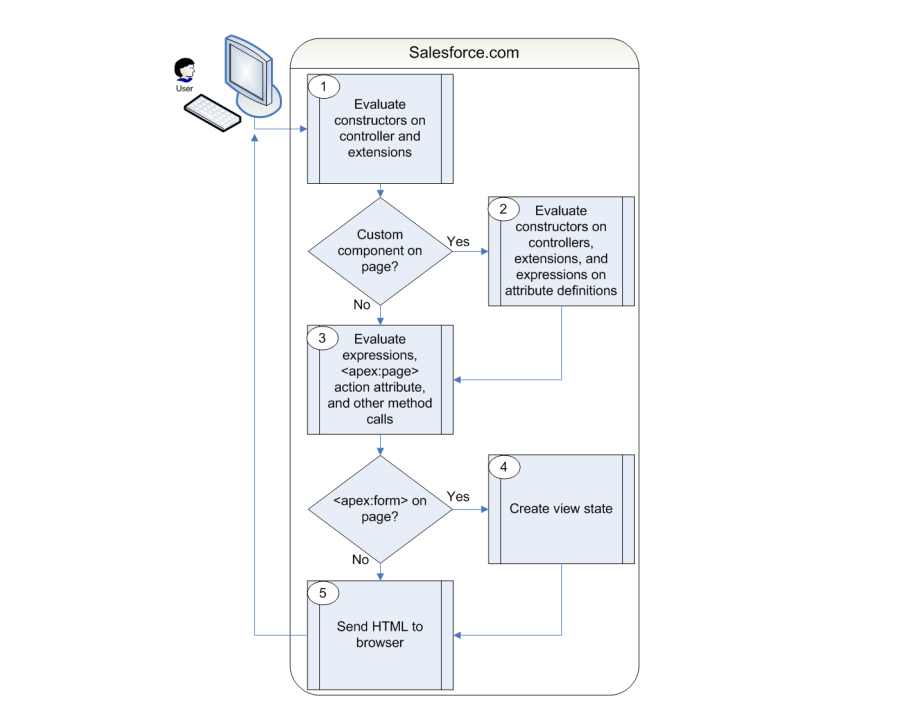 Salesforce.com
User
1
Evaluate
constructors on
controller and
extensions
Custom
component on
page?
Yes
No
2
Evaluate
constructors on
controllers,
extensions, and
expressions on
attribute definitions
3
Evaluate
expressions,
<apex:page>
action attribute,
and other method
calls
<apex:form> on
page?
Yes
No
4
Create view state
5
Send HTML to
browser